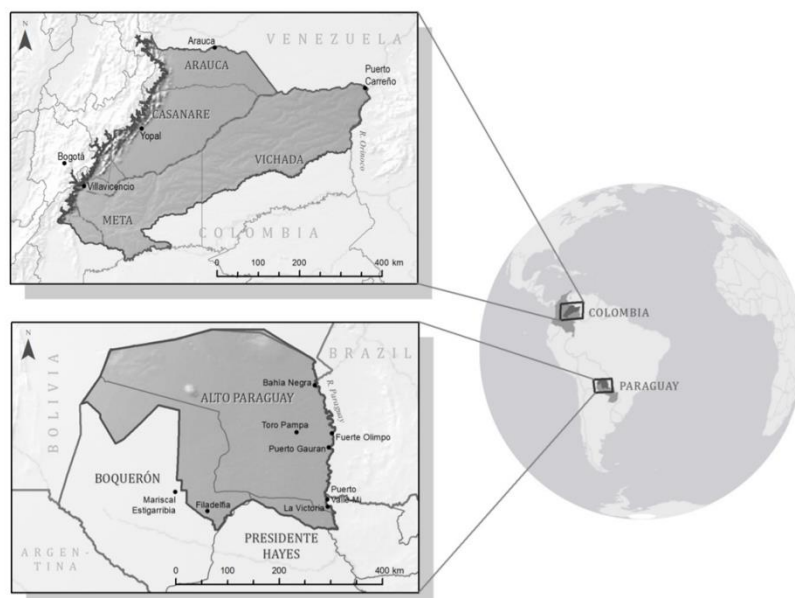 N
VENEZUELA
Arauca
ARAUCA
Puerto
Carreño
CASANARE
Yopal
R. Orinoco
Bogotá
VICHADA
Villavicencio
META
COLOMBIA
0 100 200 400 km
N
BOLIVIA
BRAZIL
Bahía Negra
R. Paraguay
ALTO PARAGUAY
Toro Pampa
Fuerte Olimpo
Puerto Gauran
BOQUERÓN
Mariscal
Estigarribia
Filadelfia
Puerto
Valle-Mi
La Victoria
PRESIDENTE
HAYES
ARGEN-
TINA
0 100 200 400 km
COLOMBIA
PARAGUAY